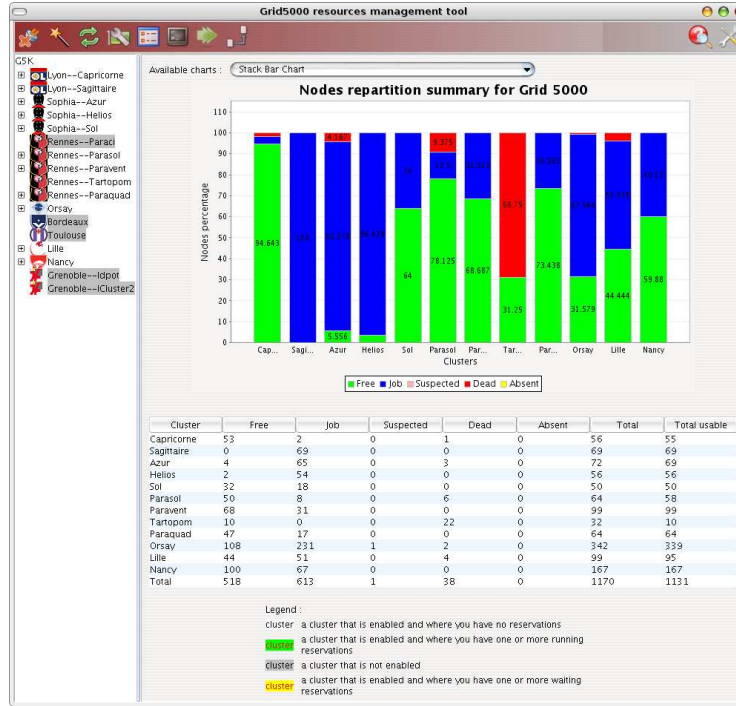 Grid5000 resources management tool
G5K
Lyon--Capricorne
Lyon--Sagittaire
Sophia--Azur
Sophia--Helios
Sophia--Sol
Rennes--Paraci
Rennes--Parasol
Rennes--Paravent
Rennes--Tartopom
Rennes--Paraquad
Orsay
Bordeaux
Toulouse
Lille
Nancy
Grenoble--Idpot
Grenoble--ICluster2
Available charts : Stack Bar Chart
Nodes repartition summary for Grid 5000
Nodes percentage
110
100
90
80
70
60
50
40
30
20
10
0
94.643
4.167
5.556
36
64
9.375
12.5
78.125
68.687
68.75
31.25
73.438
31.579
44.444
59.88
Cap... Sagi... Azur Helios Sol Parasol Par... Tar... Par... Orsay Lille Nancy
Clusters
Free Job Suspected Dead Absent
Cluster Free Job Suspected Dead Absent Total Total usable
Capricorne 53 2 0 1 0 56 55
Sagittaire 0 69 0 0 0 69 69
Azur 4 65 0 3 0 72 69
Helios 2 54 0 0 0 56 56
Sol 32 18 0 0 0 50 50
Parasol 50 8 0 6 0 64 58
Paravent 68 31 0 0 0 99 99
Tartopom 10 0 0 22 0 32 10
Paraquad 47 17 0 0 0 64 64
Orsay 108 231 1 2 0 342 339
Lille 44 51 0 4 0 99 95
Nancy 100 67 0 0 0 167 167
Total 518 613 1 38 0 1170 1131
Legend :
cluster a cluster that is enabled and where you have no reservations
cluster a cluster that is enabled and where you have one or more running
reservations
cluster a cluster that is not enabled
cluster a cluster that is enabled and where you have one or more waiting
reservations